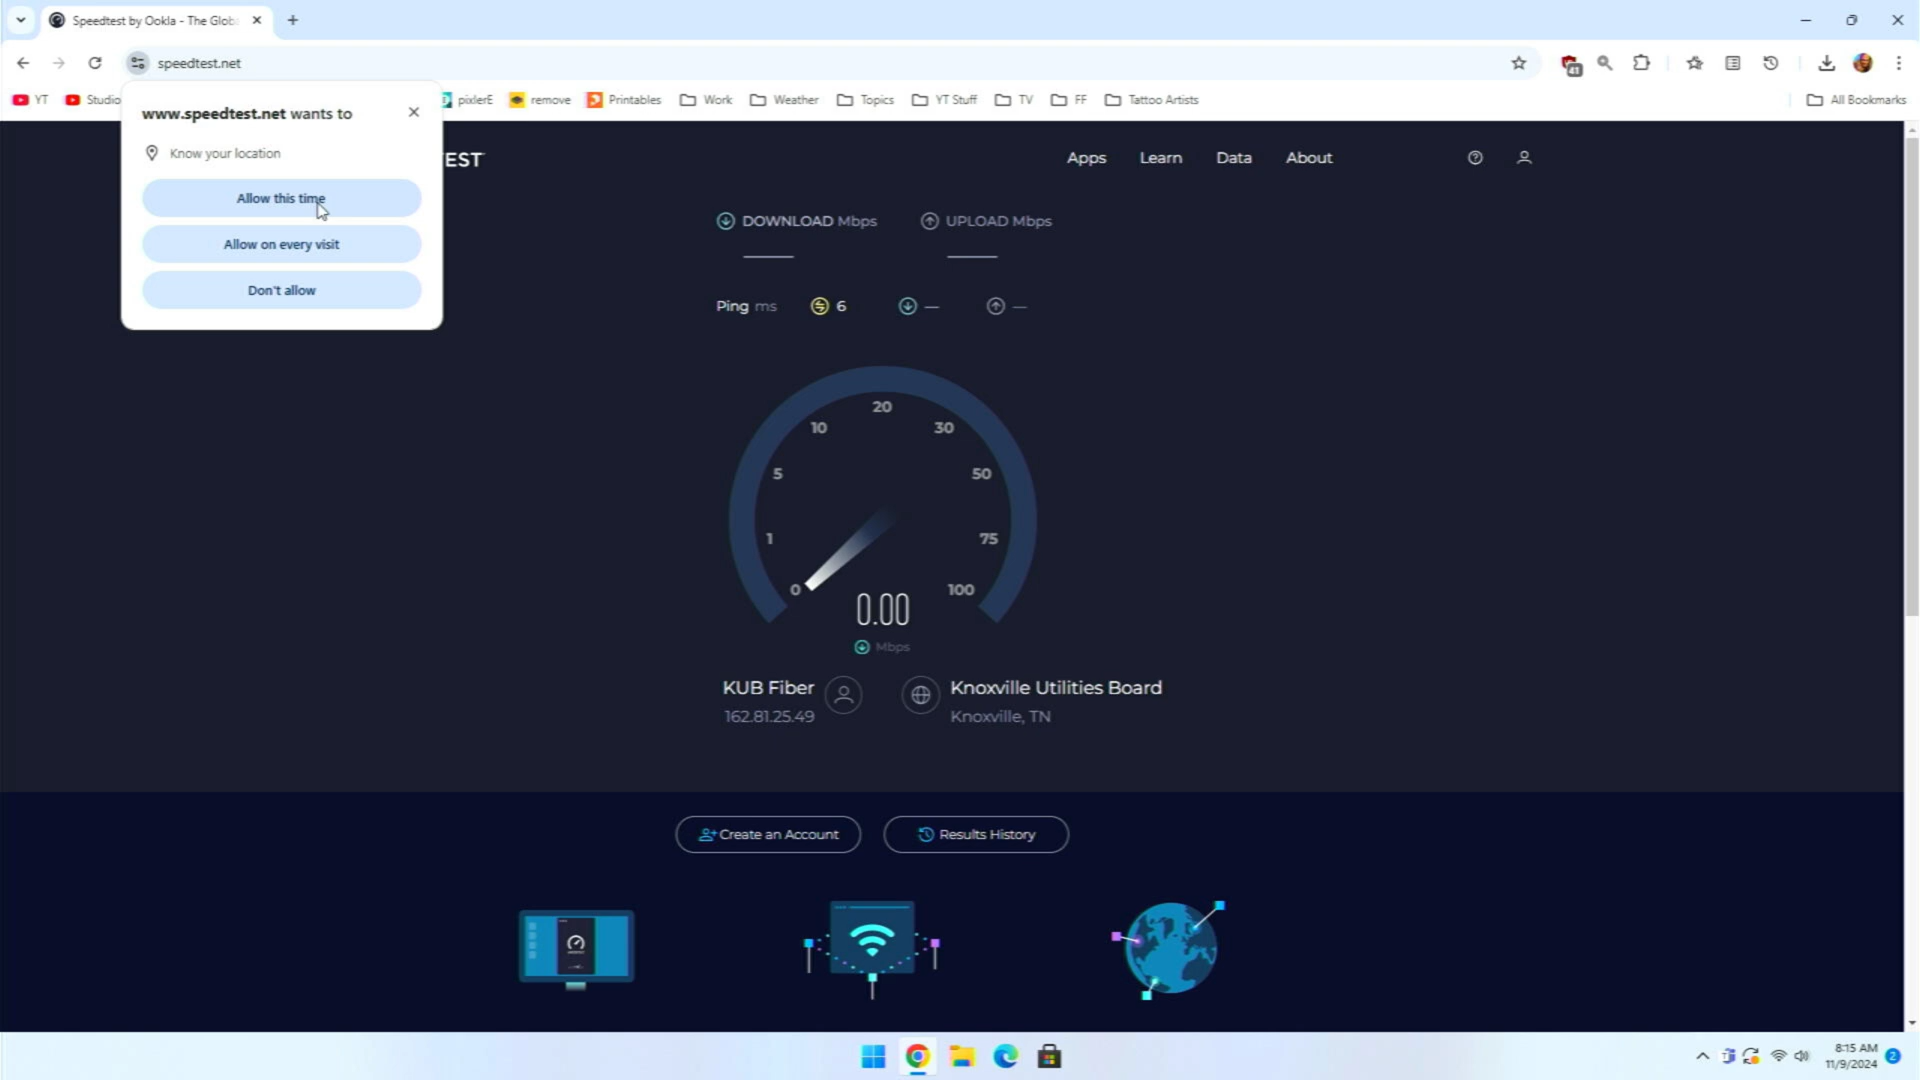 Speedtest by Ookla - The Glob
speedtest.net
41
YT
Studio
pixlerE
remove
Printables
Work
Weather
Topics
YT Stuff
TV
FF
Tattoo Artists
All Bookmarks
www.speedtest.net wants to
Know your location
Allow this time
Allow on every visit
Don't allow
EST
Apps
Learn
Data
About
DOWNLOAD Mbps
UPLOAD Mbps
Ping ms
6
—
—
20
10
30
5
50
1
75
0
100
0.00
Mbps
KUB Fiber
162.81.25.49
Knoxville Utilities Board
Knoxville, TN
Create an Account
Results History
8:15 AM
11/9/2024
2